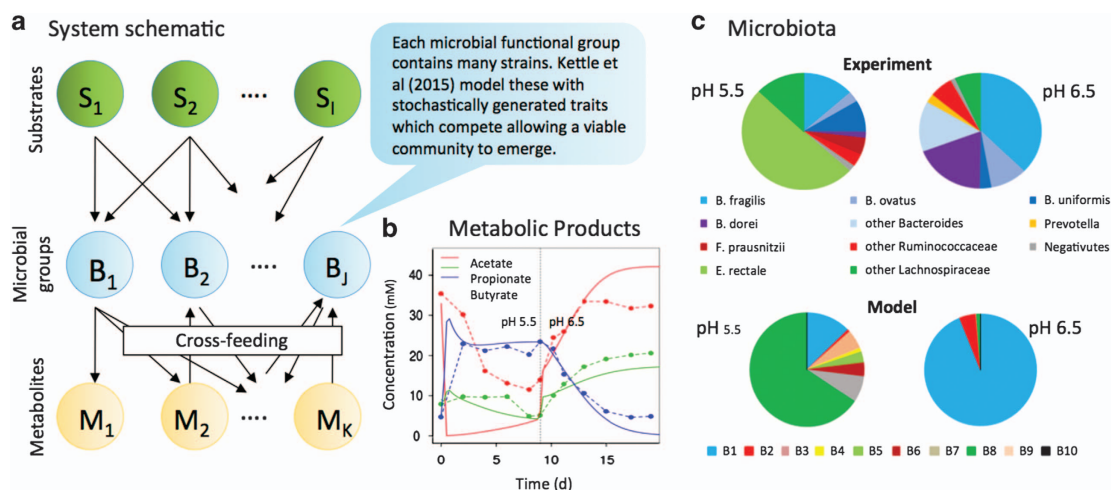 a System schematic
Substrates
S1 S2 .... SI
Each microbial functional group
contains many strains. Kettle
et al (2015) model these with
stochastically generated traits
which compete allowing a viable
community to emerge.
Microbial
groups
B1 B2 .... BJ
Cross-feeding
Metabolites
M1 M2 .... MK
b Metabolic Products
Acetate
Propionate
Butyrate
pH 5.5 pH 6.5
Concentration (mM)
40
30
20
10
0
0 5 10 15
Time (d)
c Microbiota
Experiment
pH 5.5 pH 6.5
B. fragilis B. ovatus B. uniformis
B. dorei other Bacteroides Prevotella
F. prausnitzii other Ruminococcaceae Negativutes
E. rectale other Lachnospiraceae
Model
pH 5.5 pH 6.5
B1 B2 B3 B4 B5 B6 B7 B8 B9 B10